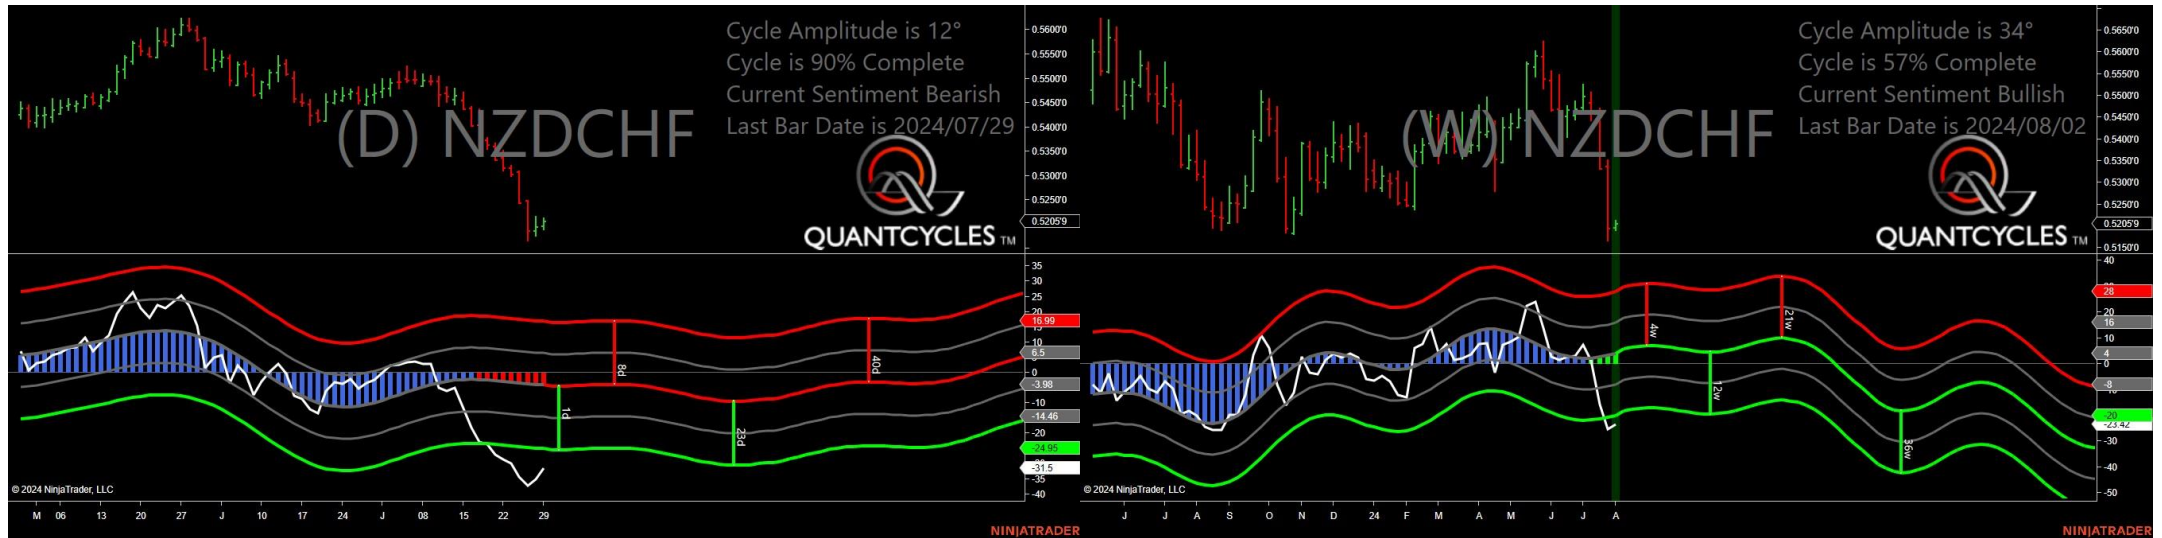 Cycle Amplitude is 12°
Cycle is 90% Complete
Current Sentiment Bearish
Last Bar Date is 2024/07/29
(D) NZDCHF
QUANTCYCLES TM
0.5600'0
0.5550'0
0.5500'0
0.5450'0
0.5400'0
0.5350'0
0.5300'0
0.5250'0
0.5205'9
35
30
25
20
16.99
10
6.5
0
-3.98
-10
-14.46
-20
-24.95
-31.5
-35
-40
1d
8d
23d
40d
© 2024 NinjaTrader, LLC
M 06 13 20 27 J 10 17 24 J 08 15 22 29
NINJATRADER
Cycle Amplitude is 34°
Cycle is 57% Complete
Current Sentiment Bullish
Last Bar Date is 2024/08/02
(W) NZDCHF
QUANTCYCLES TM
0.5650'0
0.5600'0
0.5550'0
0.5500'0
0.5450'0
0.5400'0
0.5350'0
0.5300'0
0.5250'0
0.5205'9
0.5150'0
40
28
20
16
4
0
-8
-20
-23.42
-30
-40
-50
4w
12w
21w
36w
© 2024 NinjaTrader, LLC
J J A S O N D 24 F M A M J J A
NINJATRADER